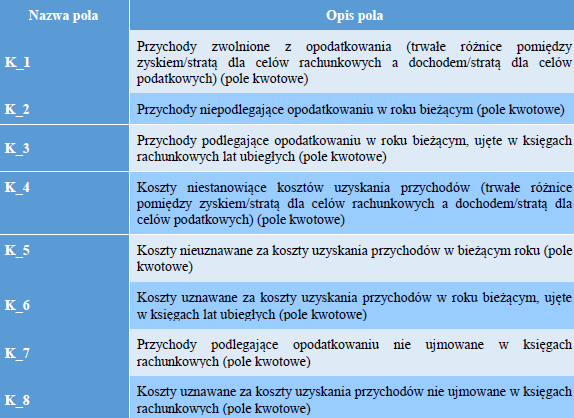 Nazwa pola
Opis pola
K_1
Przychody zwolnione z opodatkowania (trwałe różnice pomiędzy
zyskiem/stratą dla celów rachunkowych a dochodem/stratą dla celów
podatkowych) (pole kwotowe)
K_2
Przychody niepodlegające opodatkowaniu w roku bieżącym (pole kwotowe)
K_3
Przychody podlegające opodatkowaniu w roku bieżącym, ujęte w księgach
rachunkowych lat ubiegłych (pole kwotowe)
K_4
Koszty niestanowiące kosztów uzyskania przychodów (trwałe różnice
pomiędzy zyskiem/stratą dla celów rachunkowych a dochodem/stratą dla
celów podatkowych) (pole kwotowe)
K_5
Koszty nieuznawane za koszty uzyskania przychodów w bieżącym roku (pole
kwotowe)
K_6
Koszty uznawane za koszty uzyskania przychodów w roku bieżącym, ujęte
w księgach lat ubiegłych (pole kwotowe)
K_7
Przychody podlegające opodatkowaniu nie ujmowane w księgach
rachunkowych (pole kwotowe)
K_8
Koszty uznawane za koszty uzyskania przychodów nie ujmowane w księgach
rachunkowych (pole kwotowe)